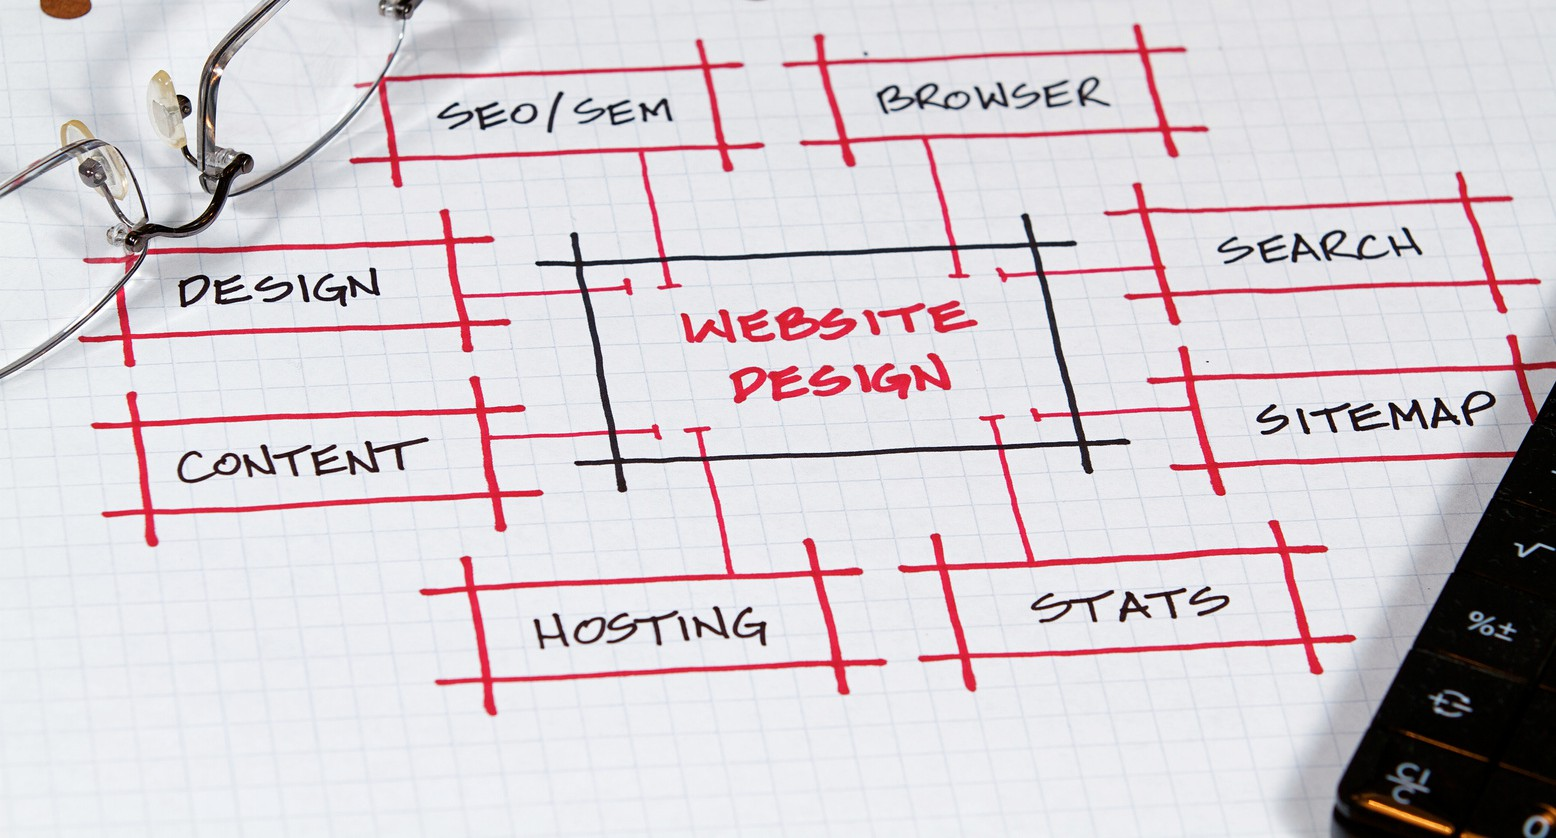 SEO/SEM
BROWSER
DESIGN
SEARCH
WEBSITE
DESIGN
CONTENT
SITEMAP
HOSTING
STATS
√
%±